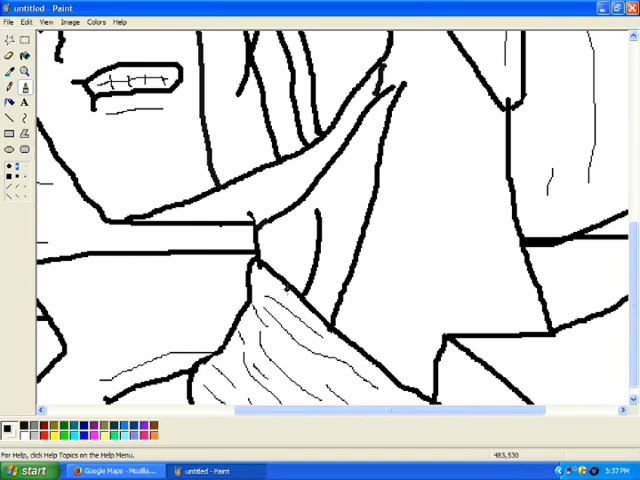 untitled - Paint
File Edit View Image Colors Help
A
For Help, click Help Topics on the Help Menu.
483,530
start
Google Maps - Mozilla...
untitled - Paint
3:37 PM